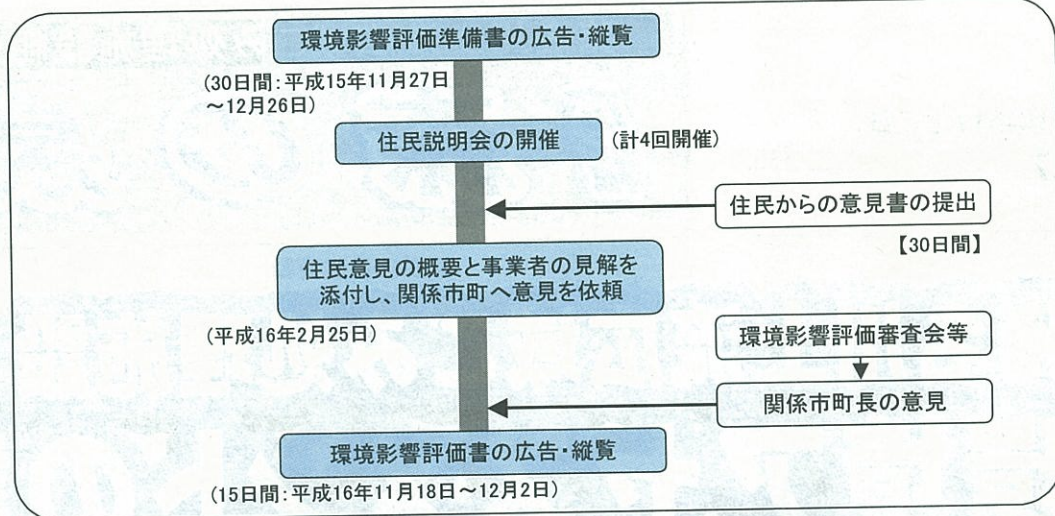 環境影響評価準備書の広告・縦覧
(30日間:平成15年11月27日
～12月26日)
住民説明会の開催
(計4回開催)
住民からの意見書の提出
【30日間】
住民意見の概要と事業者の見解を
添付し、関係市町へ意見を依頼
(平成16年2月25日)
環境影響評価審査会等
関係市町長の意見
環境影響評価書の広告・縦覧
(15日間:平成16年11月18日～12月2日)